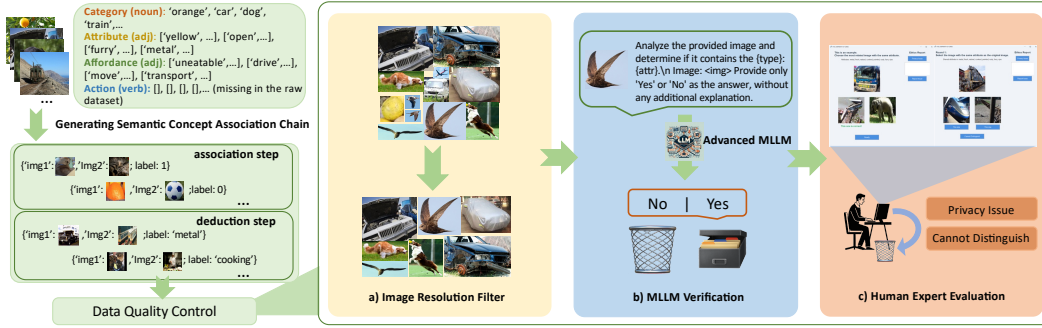 Category (noun): 'orange', 'car', 'dog',
'train',...
Attribute (adj): ['yellow', ...], ['open',...],
['furry', ...], ['metal', ...]
Affordance (adj): ['uneatable',...], ['drive',...],
['move',...], ['transport', ...]
Action (verb): [], [], [], [],... (missing in the raw
dataset)
...
Generating Semantic Concept Association Chain
association step
{'img1': ,'Img2': ; label: 1}
{'img1': ,'Img2': ;label: 0}
...
deduction step
{'img1': ,'Img2': ;label: 'metal'}
{'img1': ,'Img2': ; label: 'cooking'}
...
Data Quality Control
a) Image Resolution Filter
Analyze the provided image and
determine if it contains the {type}:
{attr}.\n Image: <img> Provide only
'Yes' or 'No' as the answer, without
any additional explanation.
LLM
Advanced MLLM
No | Yes
b) MLLM Verification
Privacy Issue
Cannot Distinguish
c) Human Expert Evaluation